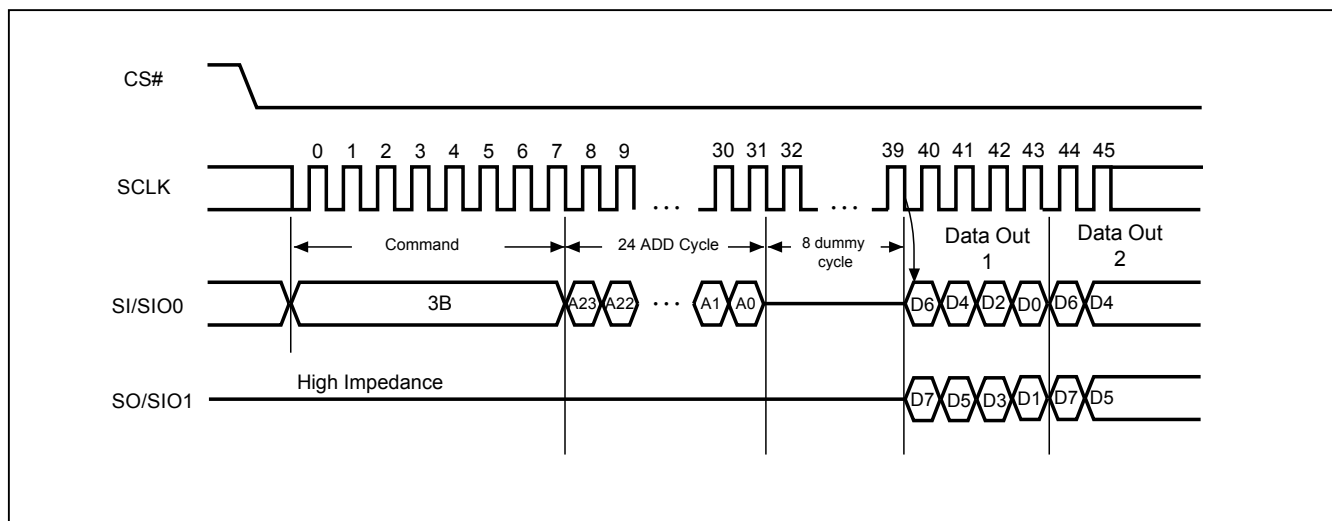 CS#
0 1 2 3 4 5 6 7 8 9 30 31 32 39 40 41 42 43 44 45
SCLK
... ...
Command 24 ADD Cycle 8 dummy cycle Data Out 1 Data Out 2
SI/SIO0 3B A23 A22 ... A1 A0 D6 D4 D2 D0 D6 D4
High Impedance
SO/SIO1 D7 D5 D3 D1 D7 D5